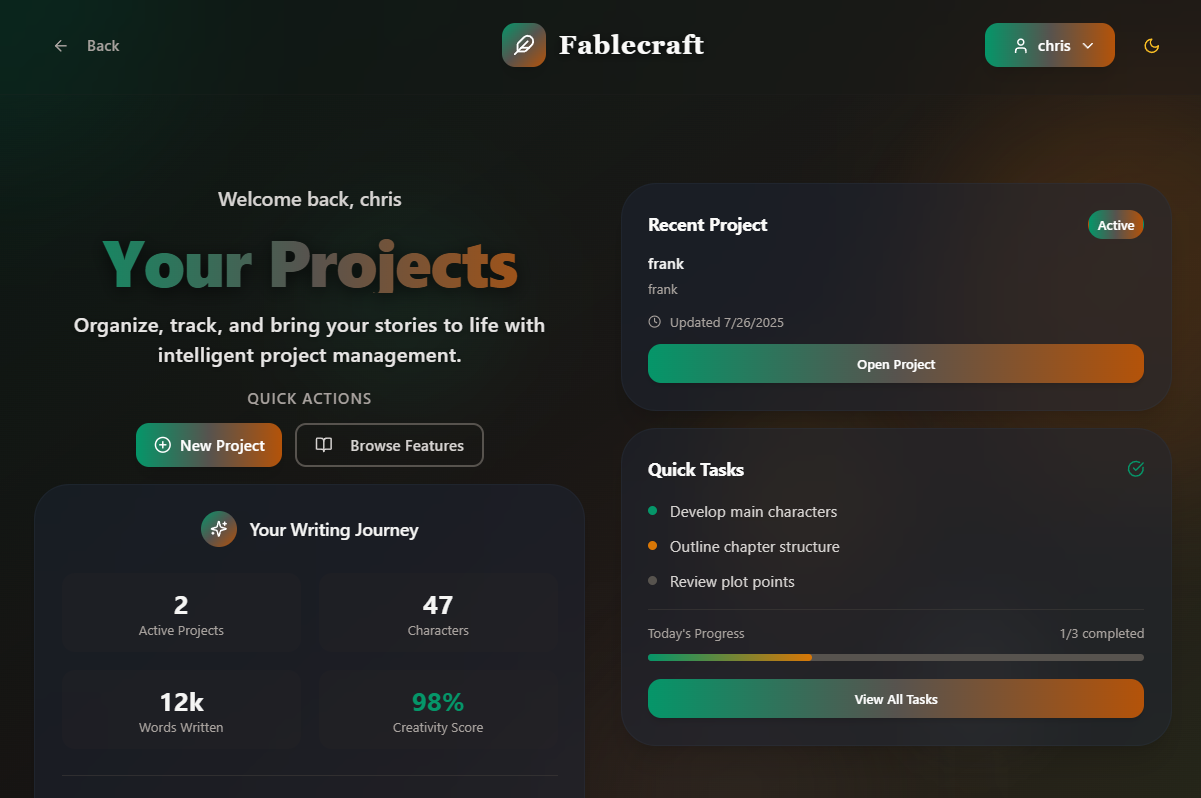 Back
Fablecraft
chris
Welcome back, chris
Your Projects
Organize, track, and bring your stories to life with
intelligent project management.
QUICK ACTIONS
New Project
Browse Features
Your Writing Journey
2
Active Projects
47
Characters
12k
Words Written
98%
Creativity Score
Recent Project
Active
frank
frank
Updated 7/26/2025
Open Project
Quick Tasks
Develop main characters
Outline chapter structure
Review plot points
Today's Progress
1/3 completed
View All Tasks